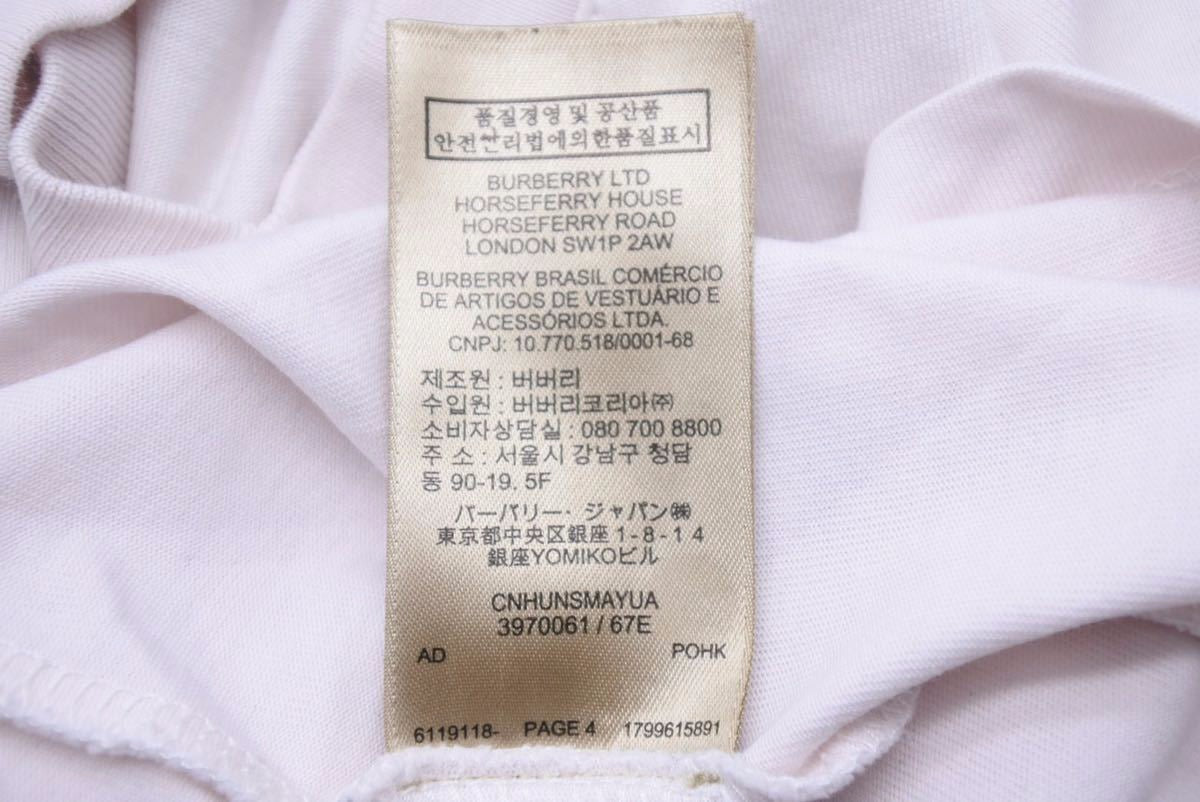 품질경영 및 공산품
안전관리법에의한품질표시
BURBERRY LTD
HORSEFERRY HOUSE
HORSEFERRY ROAD
LONDON SW1P 2AW
BURBERRY BRASIL COMÉRCIO
DE ARTIGOS DE VESTUÁRIO E
ACESSÓRIOS LTDA.
CNPJ: 10.770.518/0001-68
제조원 : 버버리
수입원 : 버버리코리아㈜
소비자상담실 : 080 700 8800
주 소 : 서울시 강남구 청담
동 90-19. 5F
バーバリー・ジャパン㈱
東京都中央区銀座1-8-14
銀座YOMIKOビル
CNHUNSMAYUA
3970061 / 67E
AD POHK
6119118- PAGE 4 1799615891